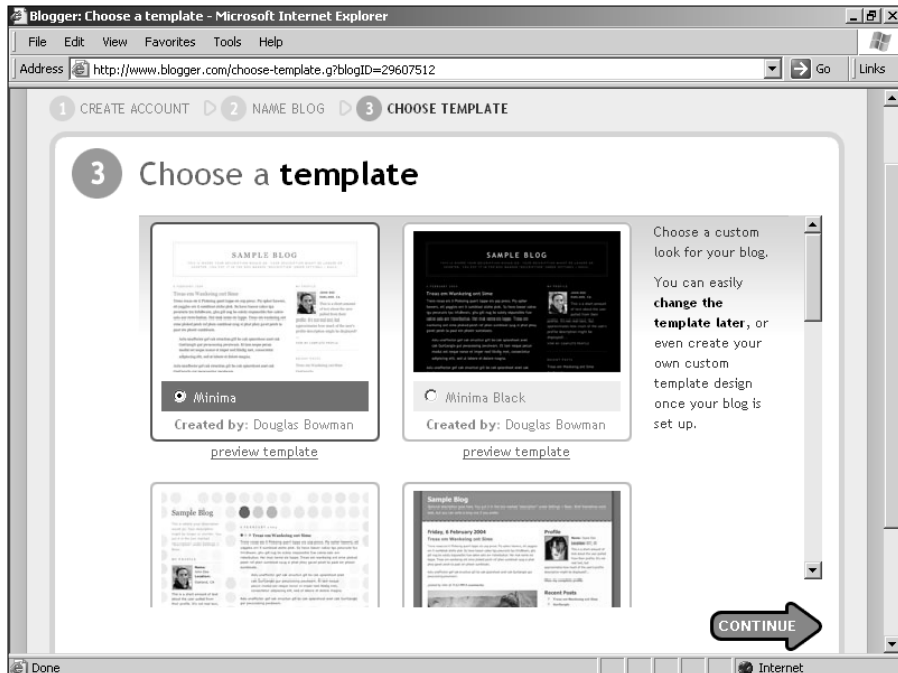 Blogger: Choose a template - Microsoft Internet Explorer
File Edit View Favorites Tools Help
Address http://www.blogger.com/choose-template.g?blogID=29607512 Go Links
1 CREATE ACCOUNT 2 NAME BLOG 3 CHOOSE TEMPLATE
3 Choose a template
SAMPLE BLOG
Minima
Created by: Douglas Bowman
preview template
SAMPLE BLOG
Minima Black
Created by: Douglas Bowman
preview template
Choose a custom
look for your blog.
You can easily
change the
template later, or
even create your
own custom
template design
once your blog is
set up.
Sample Blog
Sample Blog
Friday, 6 February 2004
Profile
Recent Posts
CONTINUE
Done
Internet